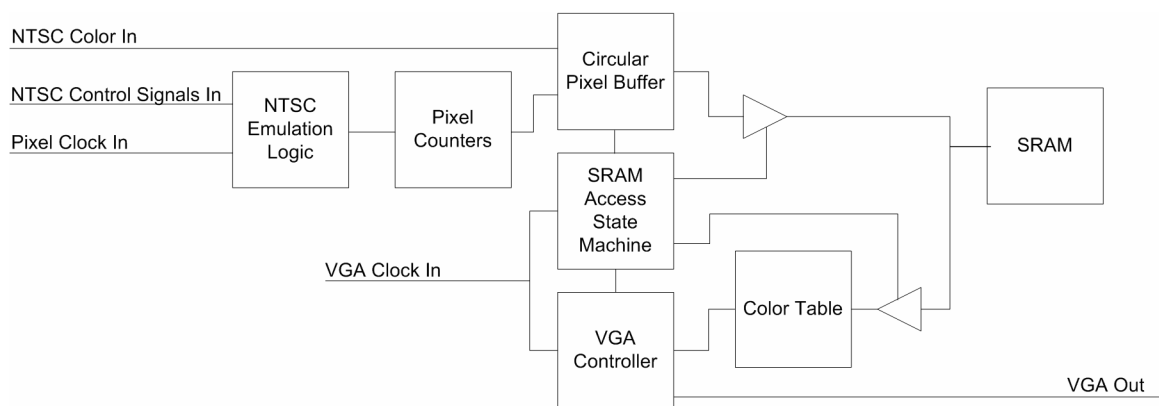 NTSC Color In
NTSC Control Signals In
Pixel Clock In
NTSC
Emulation
Logic
Pixel
Counters
Circular
Pixel Buffer
SRAM
SRAM
Access
State
Machine
VGA Clock In
Color Table
VGA
Controller
VGA Out